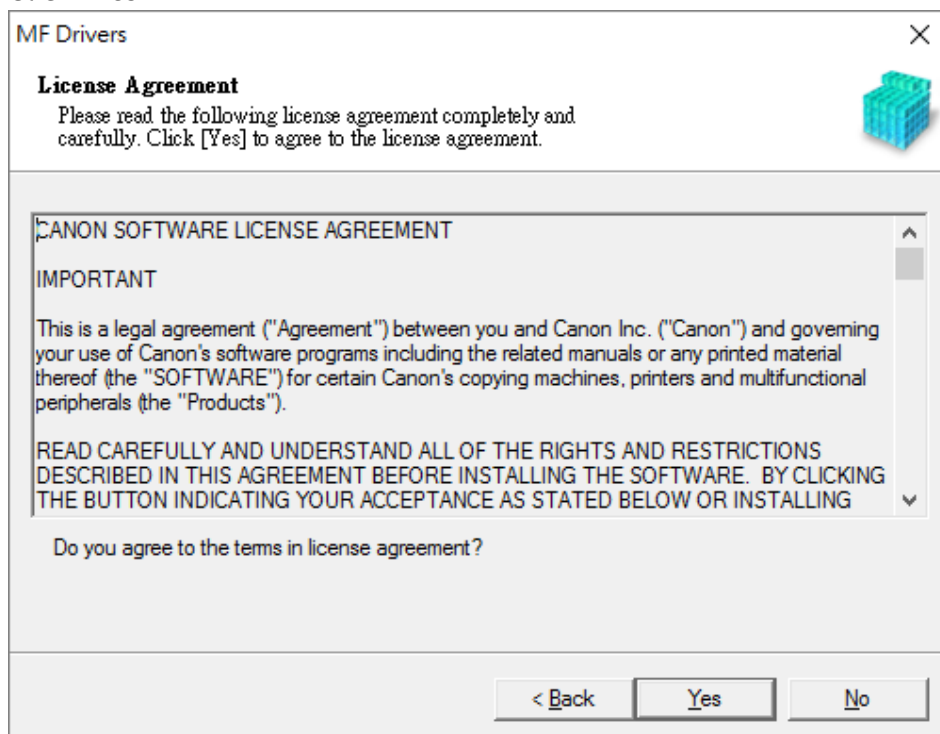 MF Drivers
License Agreement
Please read the following license agreement completely and
carefully. Click [Yes] to agree to the license agreement.
CANON SOFTWARE LICENSE AGREEMENT
IMPORTANT
This is a legal agreement ("Agreement") between you and Canon Inc. ("Canon") and governing
your use of Canon's software programs including the related manuals or any printed material
thereof (the "SOFTWARE") for certain Canon's copying machines, printers and multifunctional
peripherals (the "Products").
READ CAREFULLY AND UNDERSTAND ALL OF THE RIGHTS AND RESTRICTIONS
DESCRIBED IN THIS AGREEMENT BEFORE INSTALLING THE SOFTWARE.  BY CLICKING
THE BUTTON INDICATING YOUR ACCEPTANCE AS STATED BELOW OR INSTALLING
Do you agree to the terms in license agreement?
< Back
Yes
No